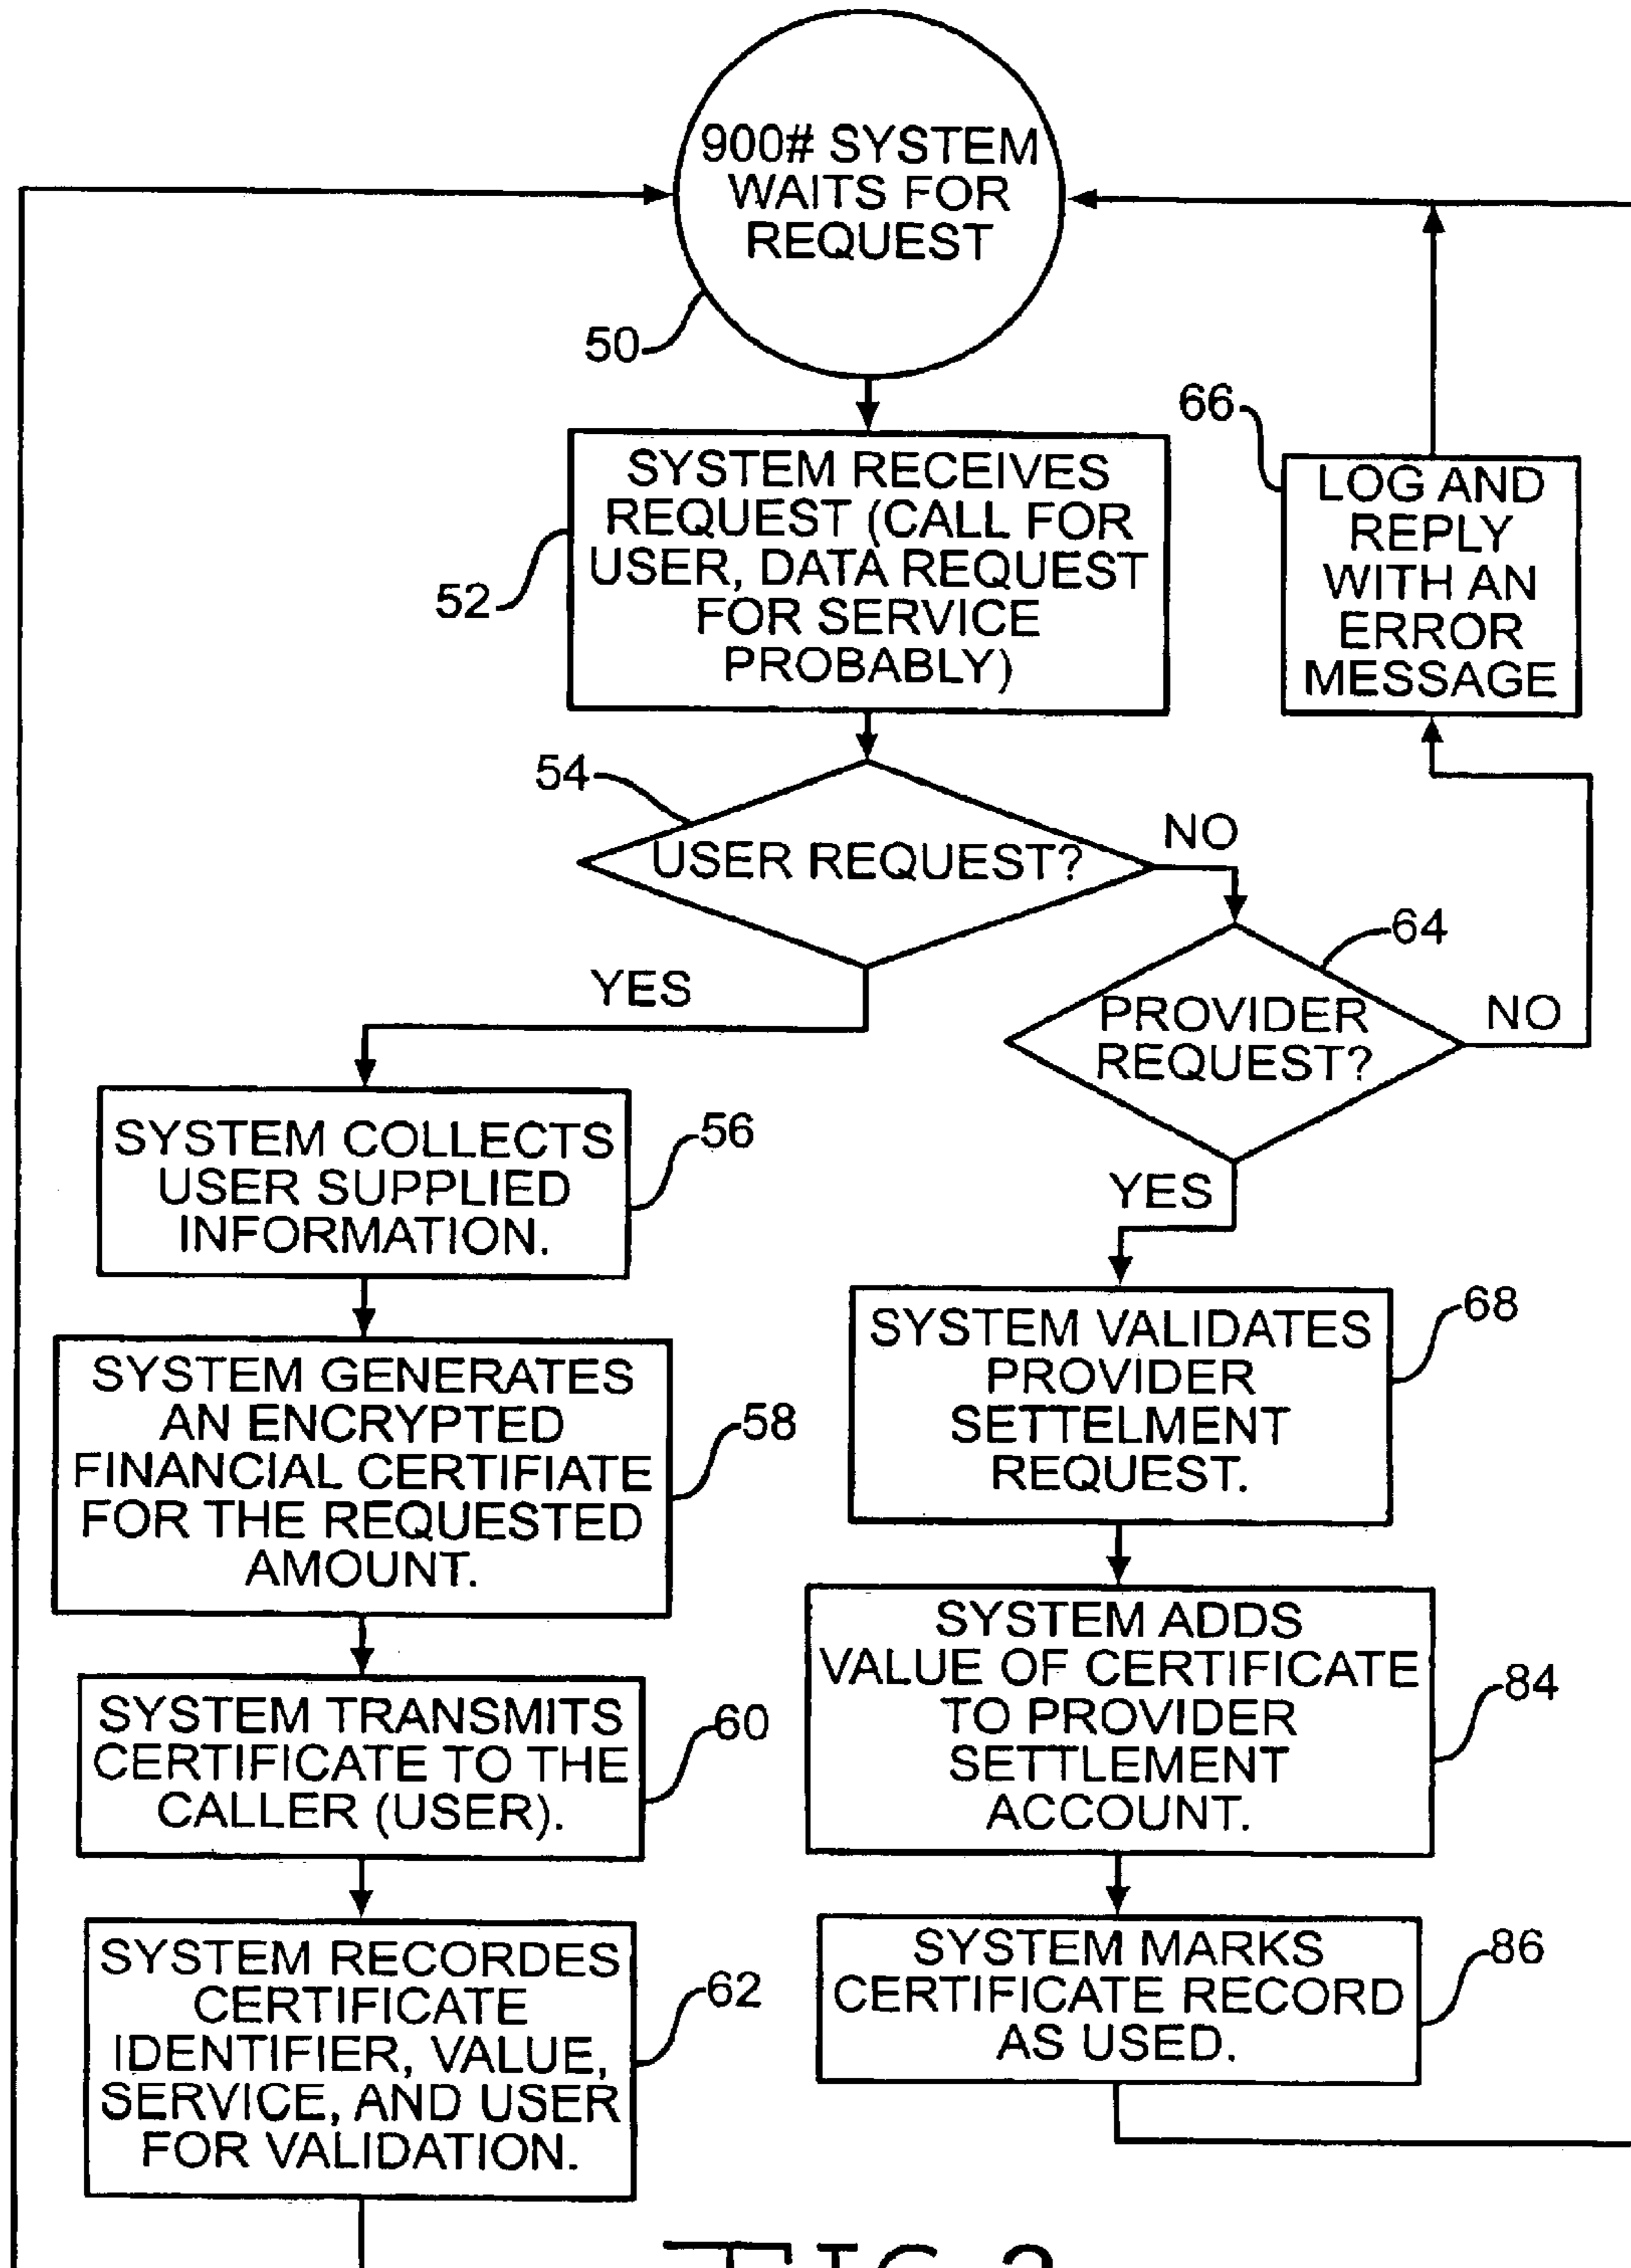 900# SYSTEM
WAITS FOR
REQUEST
50
SYSTEM RECEIVES
REQUEST (CALL FOR
USER, DATA REQUEST
FOR SERVICE
PROBABLY)
52
66
LOG AND
REPLY
WITH AN
ERROR
MESSAGE
54
USER REQUEST?
NO
YES
64
PROVIDER
REQUEST?
NO
YES
SYSTEM COLLECTS
USER SUPPLIED
INFORMATION.
56
SYSTEM GENERATES
AN ENCRYPTED
FINANCIAL CERTIFIATE
FOR THE REQUESTED
AMOUNT.
58
SYSTEM TRANSMITS
CERTIFICATE TO THE
CALLER (USER).
60
SYSTEM RECORDES
CERTIFICATE
IDENTIFIER, VALUE,
SERVICE, AND USER
FOR VALIDATION.
62
SYSTEM VALIDATES
PROVIDER
SETTELMENT
REQUEST.
68
SYSTEM ADDS
VALUE OF CERTIFICATE
TO PROVIDER
SETTLEMENT
ACCOUNT.
84
SYSTEM MARKS
CERTIFICATE RECORD
AS USED.
86